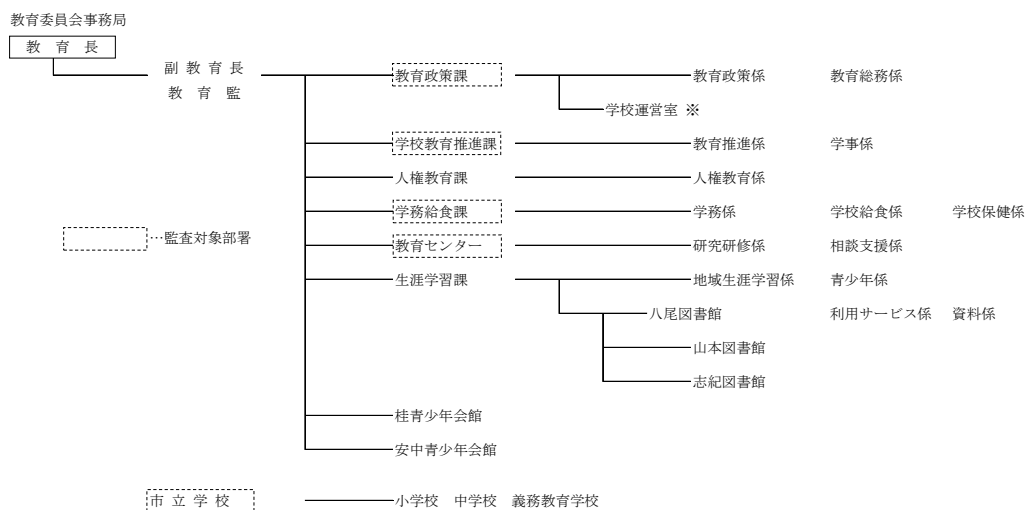 教育委員会事務局
教 育 長
副 教 育 長
教 育 監
教育政策課 教育政策係 教育総務係
学校運営室 ※
学校教育推進課 教育推進係 学事係
人権教育課 人権教育係
学務給食課 学務係 学校給食係 学校保健係
…監査対象部署
教育センター 研究研修係 相談支援係
生涯学習課 地域生涯学習係 青少年係
八尾図書館 利用サービス係 資料係
山本図書館
志紀図書館
桂青少年会館
安中青少年会館
市 立 学 校 小学校 中学校 義務教育学校